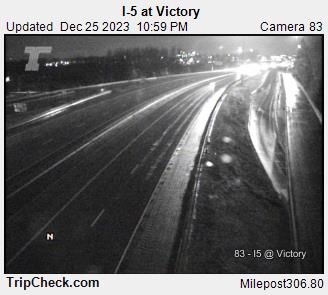 I-5 at Victory
Updated Dec 25 2023 10:59 PM Camera 83
T
N
83 - I5 @ Victory
TripCheck.com Milepost306.80